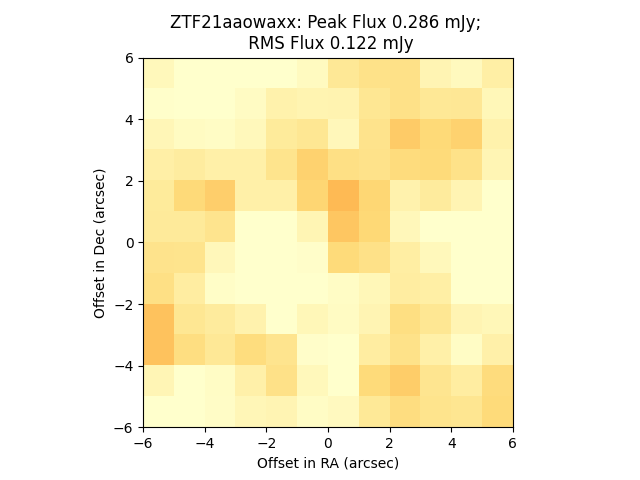 ZTF21aaowaxx: Peak Flux 0.286 mJy;
RMS Flux 0.122 mJy
6
4
2
0
−2
−4
−6
Offset in Dec (arcsec)
−6 −4 −2 0 2 4 6
Offset in RA (arcsec)